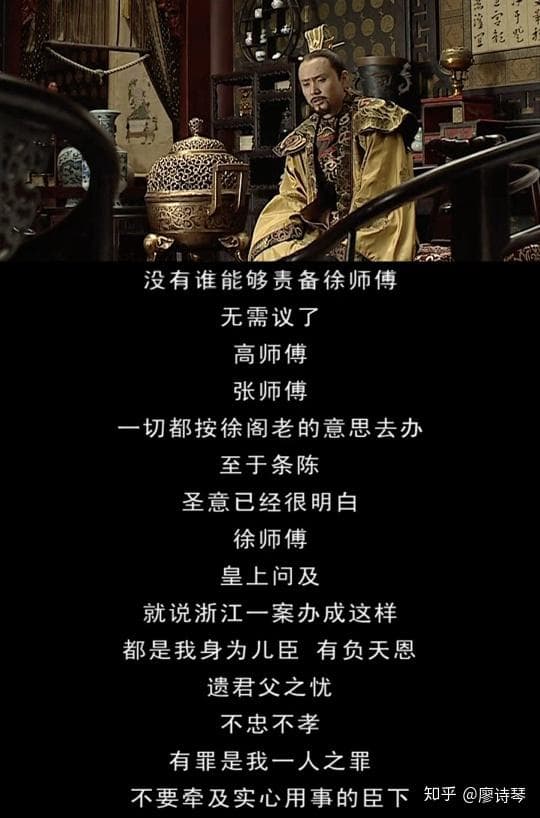 没有谁能够责备徐师傅
无需议了
高师傅
张师傅
一切都按徐阁老的意思去办
至于条陈
圣意已经很明白
徐师傅
皇上问及
就说浙江一案办成这样
都是我身为儿臣 有负天恩
遗君父之忧
不忠不孝
有罪是我一人之罪
不要牵及实心用事的臣下
知乎 @廖诗琴